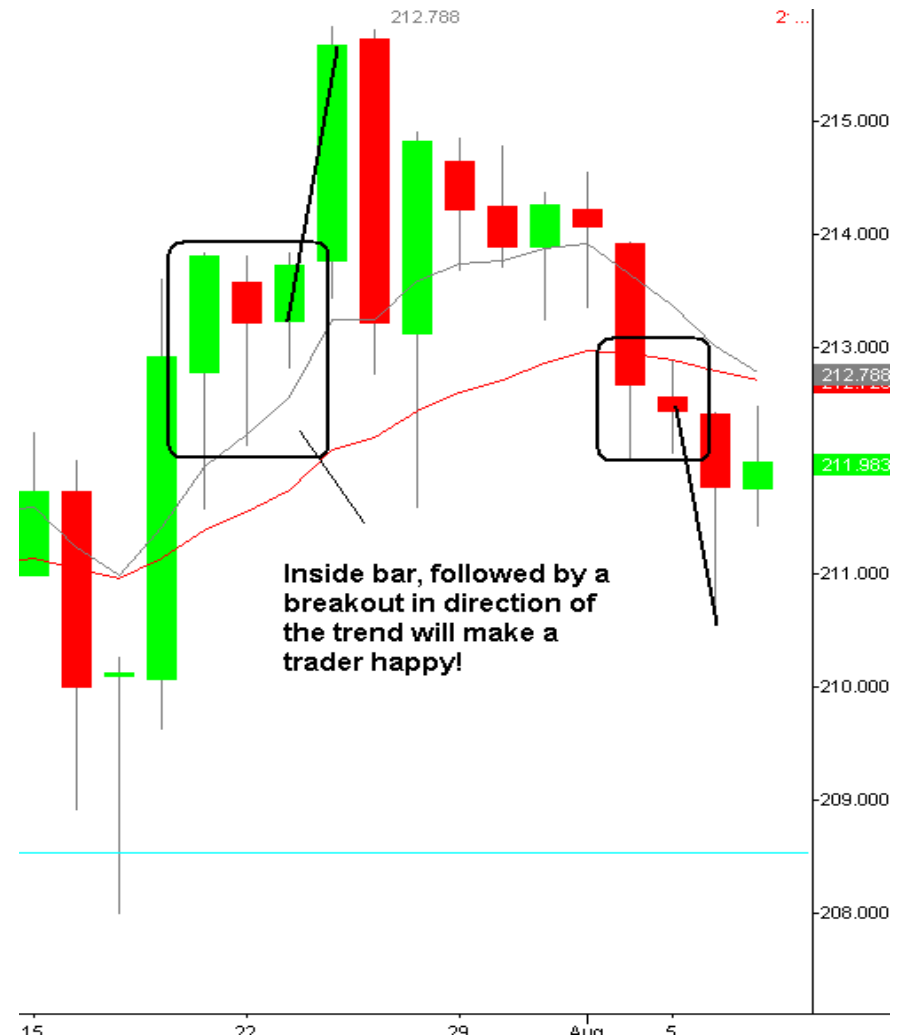 212.788
215.000
214.000
213.000
212.788
211.983
Inside bar, followed by a
breakout in direction of
the trend will make a
trader happy!
211.000
210.000
209.000
208.000
15
22
29
Aug
5